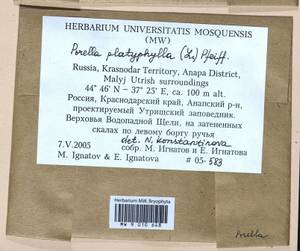 HERBARIUM UNIVERSITATIS MOSQUENSIS
(MW)
Porella platyphylla (L.) Pfeiff.
Russia, Krasnodar Territory, Anapa District,
Malyj Utrish surroundings
44° 46' N – 37° 25' E, ca. 100 m alt.
Россия, Краснодарский край, Анапский р-н,
проектируемый Утришский заповедник.
Верховья Водопадной Щели, на затененных
скалах по левому борту ручья
det. N. Konstantinova
7.V.2005 собр. М. Игнатов и Е. Игнатова
M. Ignatov & E. Ignatova # 05-583
Herbarium MW, Bryophyta
MW 9016648
Porella